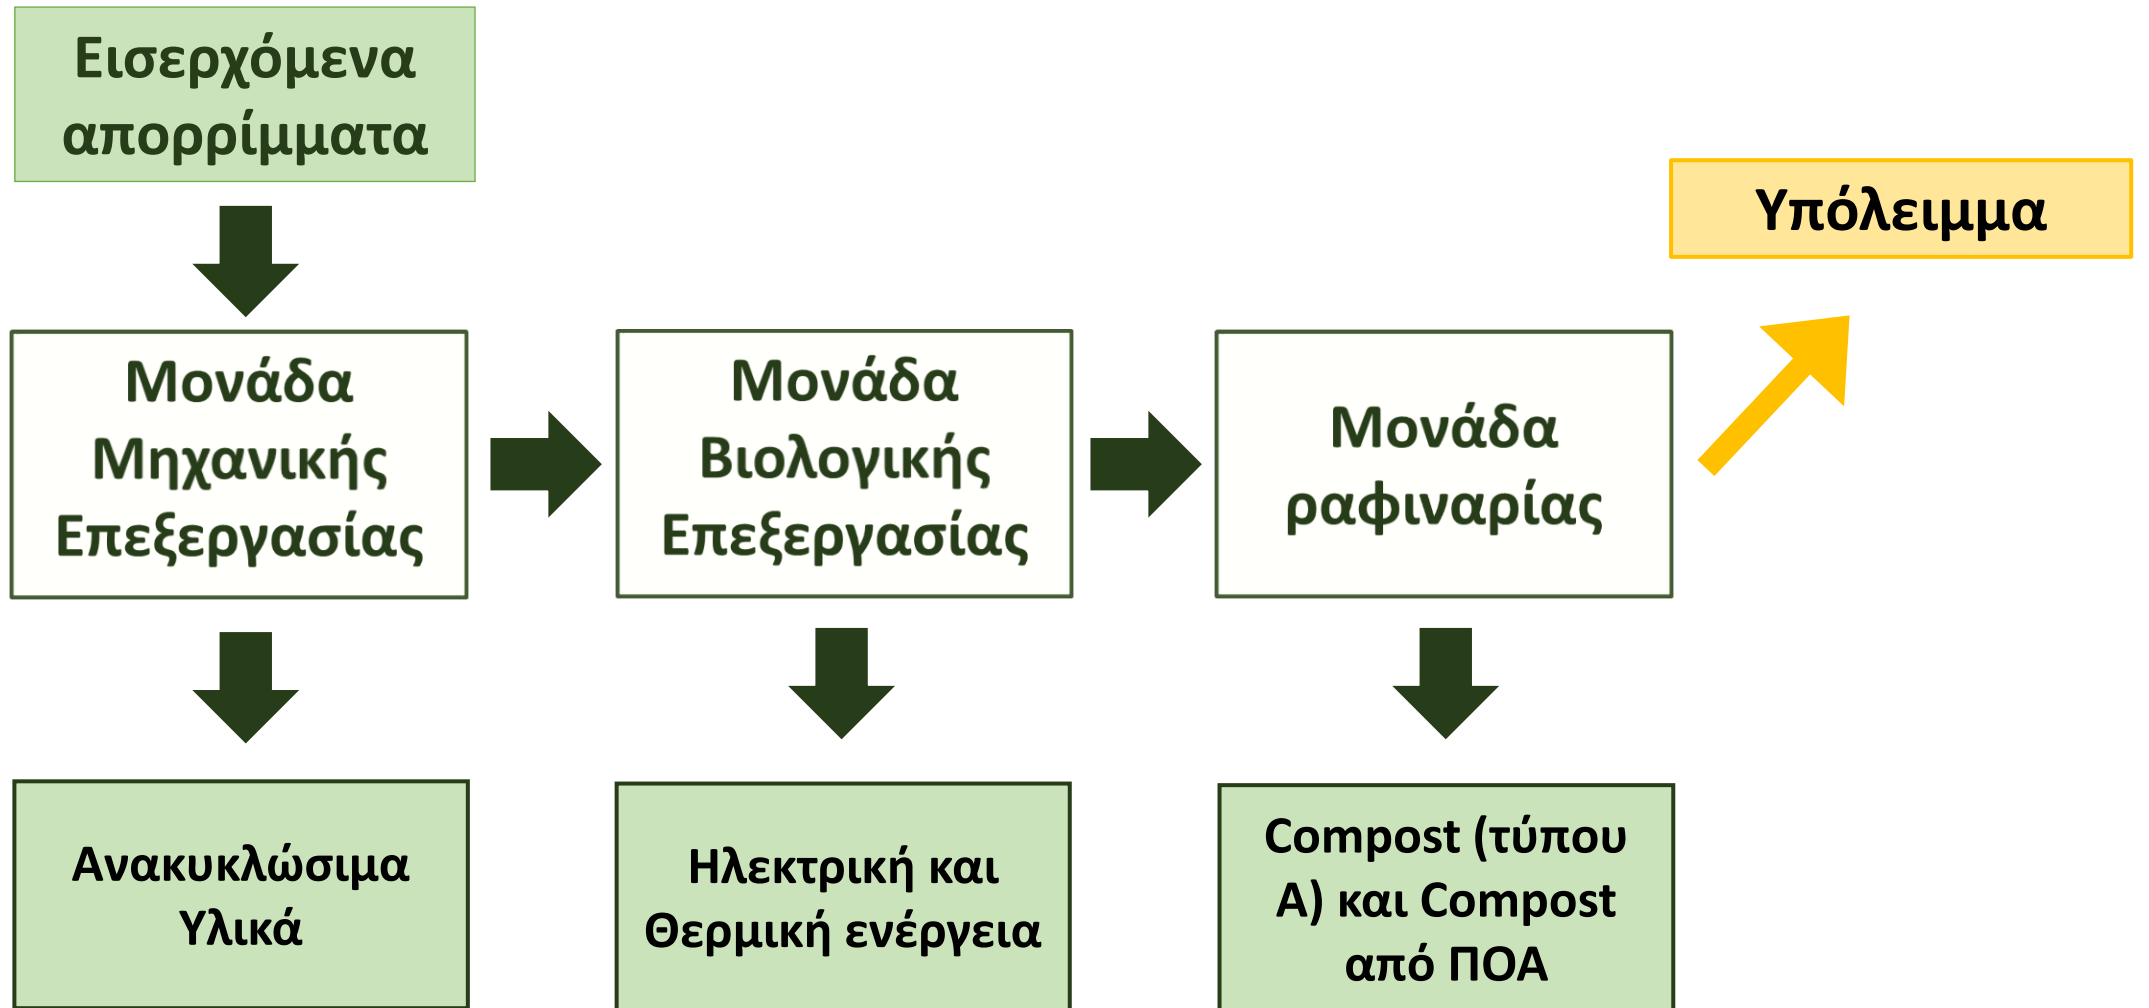 Εισερχόμενα
απορρίμματα
Υπόλειμμα
Μονάδα
Μηχανικής
Επεξεργασίας
Μονάδα
Βιολογικής
Επεξεργασίας
Μονάδα
ραφιναρίας
Ανακυκλώσιμα
Υλικά
Ηλεκτρική και
Θερμική ενέργεια
Compost (τύπου
Α) και Compost
από ΠΟΑ